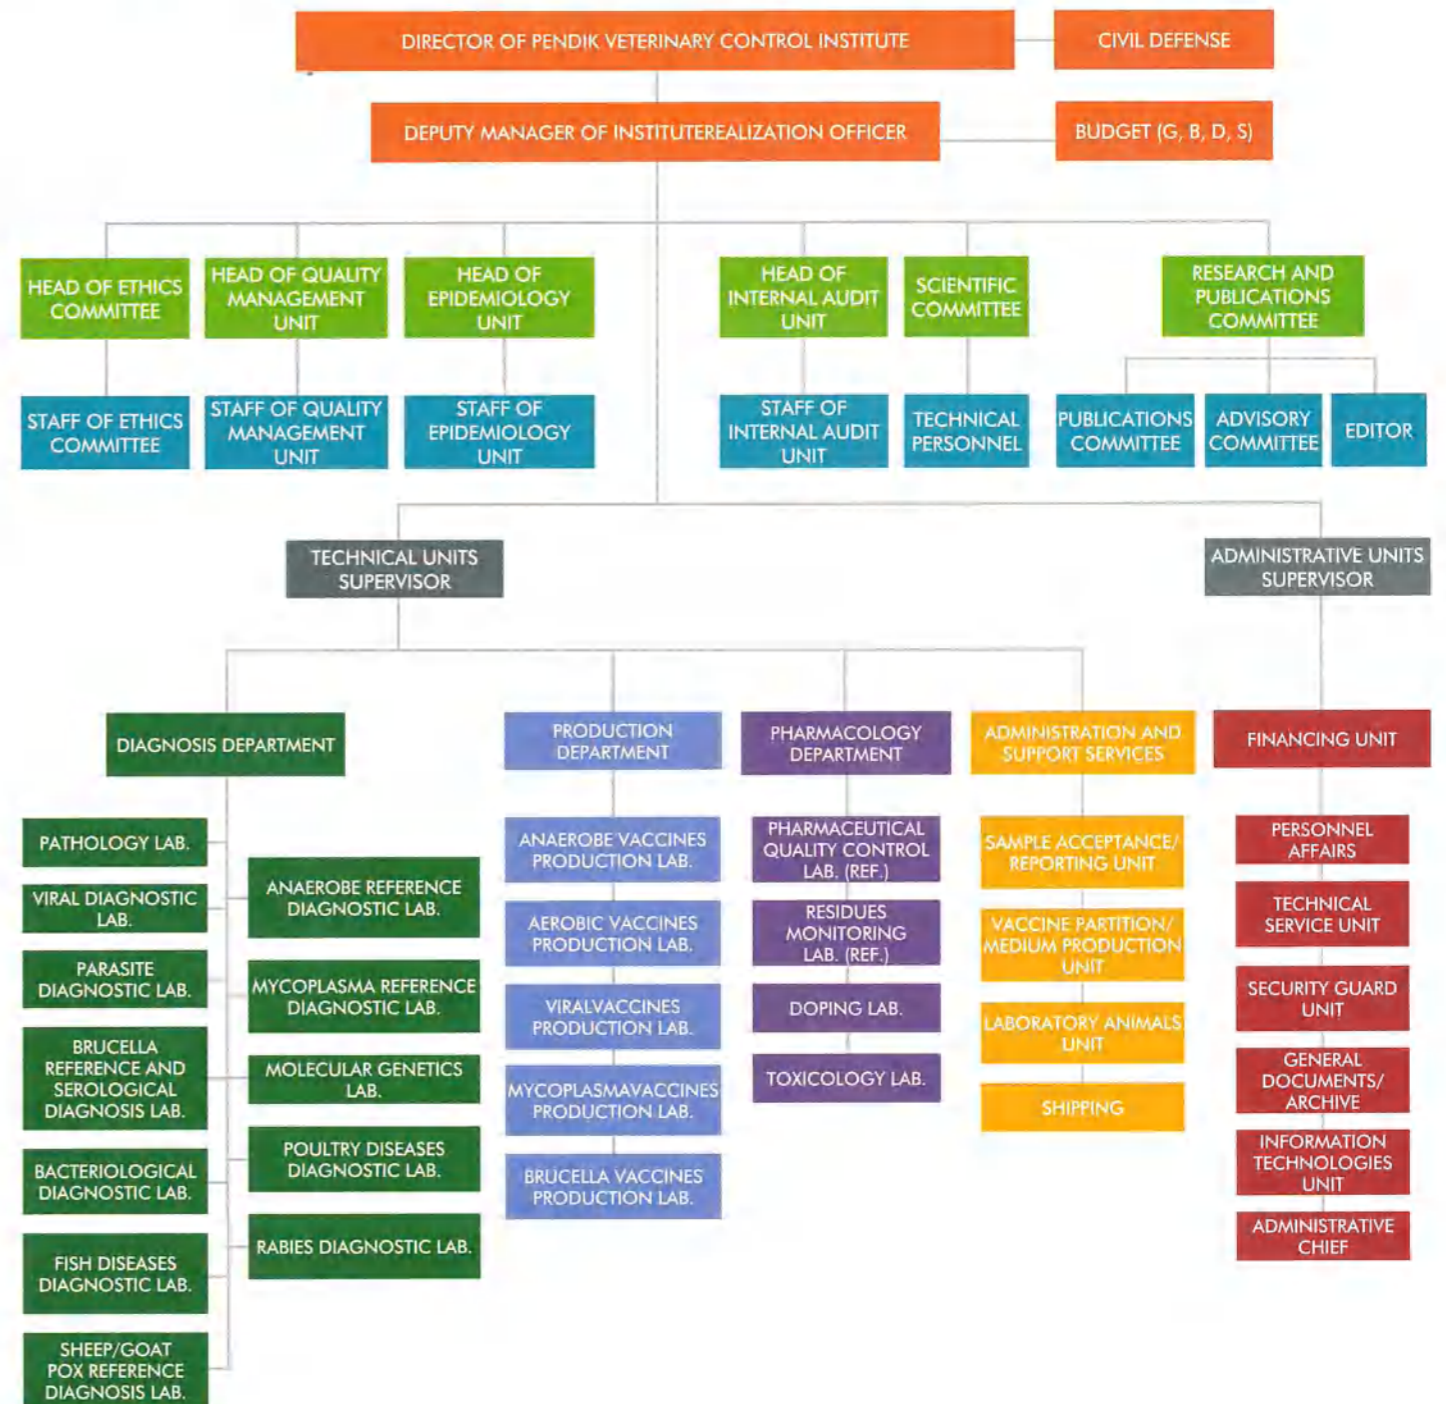 DIRECTOR OF PENDIK VETERINARY CONTROL INSTITUTE
CIVIL DEFENSE
DEPUTY MANAGER OF INSTITUTEREALIZATION OFFICER
BUDGET (G, B, D, S)
HEAD OF ETHICS
COMMITTEE
HEAD OF QUALITY
MANAGEMENT
UNIT
HEAD OF
EPIDEMIOLOGY
UNIT
HEAD OF
INTERNAL AUDIT
UNIT
SCIENTIFIC
COMMITTEE
RESEARCH AND
PUBLICATIONS
COMMITTEE
STAFF OF ETHICS
COMMITTEE
STAFF OF QUALITY
MANAGEMENT
UNIT
STAFF OF
EPIDEMIOLOGY
UNIT
STAFF OF
INTERNAL AUDIT
UNIT
TECHNICAL
PERSONNEL
PUBLICATIONS
COMMITTEE
ADVISORY
COMMITTEE
EDITOR
TECHNICAL UNITS
SUPERVISOR
ADMINISTRATIVE UNITS
SUPERVISOR
DIAGNOSIS DEPARTMENT
PRODUCTION
DEPARTMENT
PHARMACOLOGY
DEPARTMENT
ADMINISTRATION AND
SUPPORT SERVICES
FINANCING UNIT
PATHOLOGY LAB.
VIRAL DIAGNOSTIC
LAB.
PARASITE
DIAGNOSTIC LAB.
BRUCELLA
REFERENCE AND
SEROLOGICAL
DIAGNOSIS LAB.
BACTERIOLOGICAL
DIAGNOSTIC LAB.
FISH DISEASES
DIAGNOSTIC LAB.
SHEEP/GOAT
POX REFERENCE
DIAGNOSIS LAB.
ANAEROBE REFERENCE
DIAGNOSTIC LAB.
MYCOPLASMA REFERENCE
DIAGNOSTIC LAB.
MOLECULAR GENETICS
LAB.
POULTRY DISEASES
DIAGNOSTIC LAB.
RABIES DIAGNOSTIC LAB.
ANAEROBE VACCINES
PRODUCTION LAB.
AEROBIC VACCINES
PRODUCTION LAB.
VIRALVACCINES
PRODUCTION LAB.
MYCOPLASMAVACCINES
PRODUCTION LAB.
BRUCELLA VACCINES
PRODUCTION LAB.
PHARMACEUTICAL
QUALITY CONTROL
LAB. (REF.)
RESIDUES
MONITORING
LAB. (REF.)
DOPING LAB.
TOXICOLOGY LAB.
SAMPLE ACCEPTANCE/
REPORTING UNIT
VACCINE PARTITION/
MEDIUM PRODUCTION
UNIT
LABORATORY ANIMALS
UNIT
SHIPPING
PERSONNEL
AFFAIRS
TECHNICAL
SERVICE UNIT
SECURITY GUARD
UNIT
GENERAL
DOCUMENTS/
ARCHIVE
INFORMATION
TECHNOLOGIES
UNIT
ADMINISTRATIVE
CHIEF